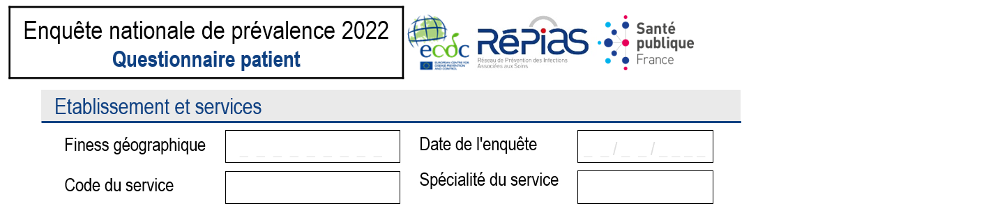 Enquête nationale de prévalence 2022
Questionnaire patient
ecdc
EUROPEAN CENTRE FOR
DISEASE PREVENTION
AND CONTROL
RéPIAS
Réseau de Prévention des Infections
Associées aux Soins
Santé
publique
France
Etablissement et services
Finess géographique _ _ _ _ _ _ _ _ _ Date de l'enquête _ _/_ _/_ _ _ _
Code du service Spécialité du service